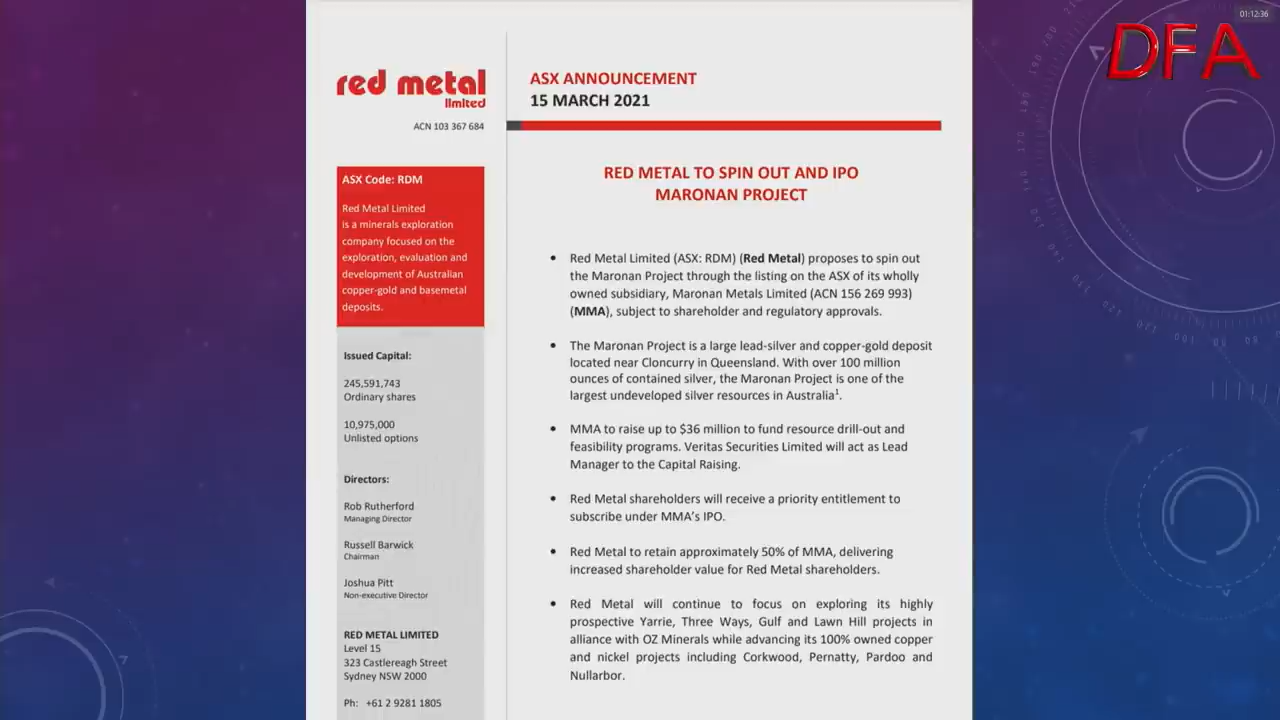 01:12:36
DFA
red metal
limited
ACN 103 367 684
ASX Code: RDM
Red Metal Limited
is a minerals exploration
company focused on the
exploration, evaluation and
development of Australian
copper-gold and basemetal
deposits.
Issued Capital:
245,591,743
Ordinary shares
10,975,000
Unlisted options
Directors:
Rob Rutherford
Managing Director
Russell Barwick
Chairman
Joshua Pitt
Non-executive Director
RED METAL LIMITED
Level 15
323 Castlereagh Street
Sydney NSW 2000
Ph: +61 2 9281 1805
ASX ANNOUNCEMENT
15 MARCH 2021
RED METAL TO SPIN OUT AND IPO
MARONAN PROJECT
• Red Metal Limited (ASX: RDM) (Red Metal) proposes to spin out
the Maronan Project through the listing on the ASX of its wholly
owned subsidiary, Maronan Metals Limited (ACN 156 269 993)
(MMA), subject to shareholder and regulatory approvals.
• The Maronan Project is a large lead-silver and copper-gold deposit
located near Cloncurry in Queensland. With over 100 million
ounces of contained silver, the Maronan Project is one of the
largest undeveloped silver resources in Australia¹.
• MMA to raise up to $36 million to fund resource drill-out and
feasibility programs. Veritas Securities Limited will act as Lead
Manager to the Capital Raising.
• Red Metal shareholders will receive a priority entitlement to
subscribe under MMA's IPO.
• Red Metal to retain approximately 50% of MMA, delivering
increased shareholder value for Red Metal shareholders.
• Red Metal will continue to focus on exploring its highly
prospective Yarrie, Three Ways, Gulf and Lawn Hill projects in
alliance with OZ Minerals while advancing its 100% owned copper
and nickel projects including Corkwood, Pernatty, Pardoo and
Nullarbor.